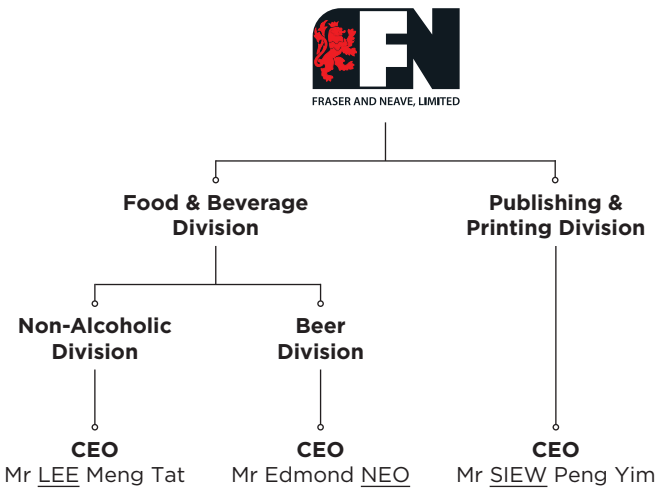 FN
FRASER AND NEAVE, LIMITED
Food & Beverage
Division
Publishing &
Printing Division
Non-Alcoholic
Division
Beer
Division
CEO
Mr LEE Meng Tat
CEO
Mr Edmond NEO
CEO
Mr SIEW Peng Yim